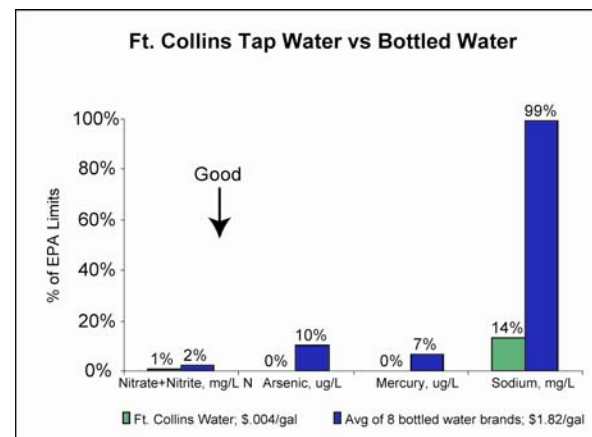 Ft. Collins Tap Water vs Bottled Water
% of EPA Limits
100%
80%
60%
40%
20%
0%
Good
1%
2%
0%
10%
0%
7%
14%
99%
Nitrate+Nitrite, mg/L N
Arsenic, ug/L
Mercury, ug/L
Sodium, mg/L
Ft. Collins Water; $.004/gal
Avg of 8 bottled water brands; $1.82/gal